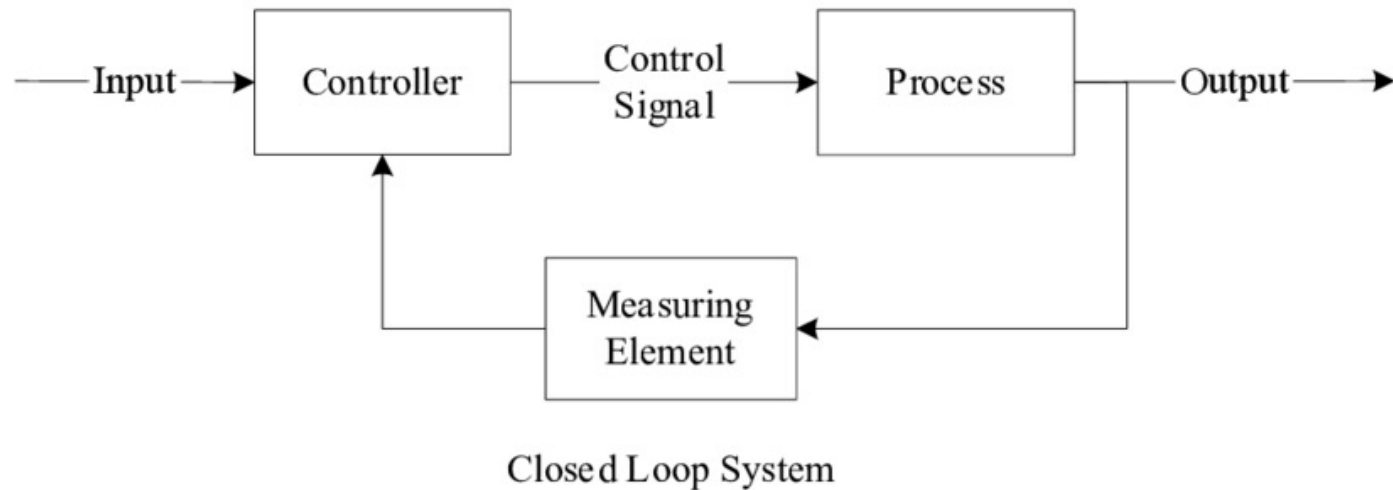 Input
Controller
Control
Signal
Process
Output
Measuring
Element
Closed Loop System